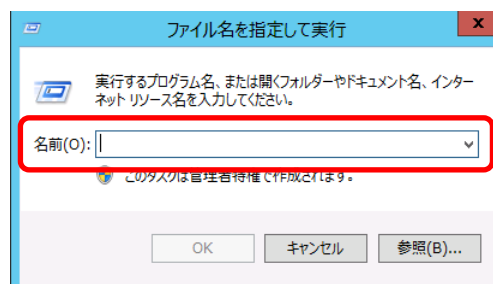 ファイル名を指定して実行
x
実行するプログラム名、または開くフォルダーやドキュメント名、インター
ネット リソース名を入力してください。
名前(O):
このタスクは管理者特権で作成されます。
OK
キャンセル
参照(B)...